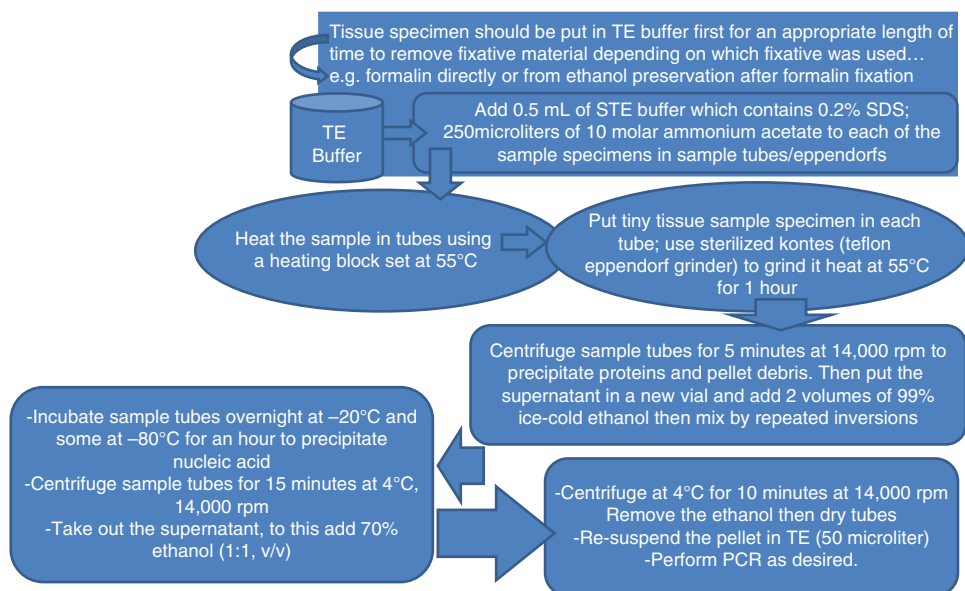 Tissue specimen should be put in TE buffer first for an appropriate length of
time to remove fixative material depending on which fixative was used…
e.g. formalin directly or from ethanol preservation after formalin fixation
TE
Buffer
Add 0.5 mL of STE buffer which contains 0.2% SDS;
250microliters of 10 molar ammonium acetate to each of the
sample specimens in sample tubes/eppendorfs
Heat the sample in tubes using
a heating block set at 55°C
Put tiny tissue sample specimen in each
tube; use sterilized kontes (teflon
eppendorf grinder) to grind it heat at 55°C
for 1 hour
Centrifuge sample tubes for 5 minutes at 14,000 rpm to
precipitate proteins and pellet debris. Then put the
supernatant in a new vial and add 2 volumes of 99%
ice-cold ethanol then mix by repeated inversions
-Incubate sample tubes overnight at –20°C and
some at –80°C for an hour to precipitate
nucleic acid
-Centrifuge sample tubes for 15 minutes at 4°C,
14,000 rpm
-Take out the supernatant, to this add 70%
ethanol (1:1, v/v)
-Centrifuge at 4°C for 10 minutes at 14,000 rpm
Remove the ethanol then dry tubes
-Re-suspend the pellet in TE (50 microliter)
-Perform PCR as desired.